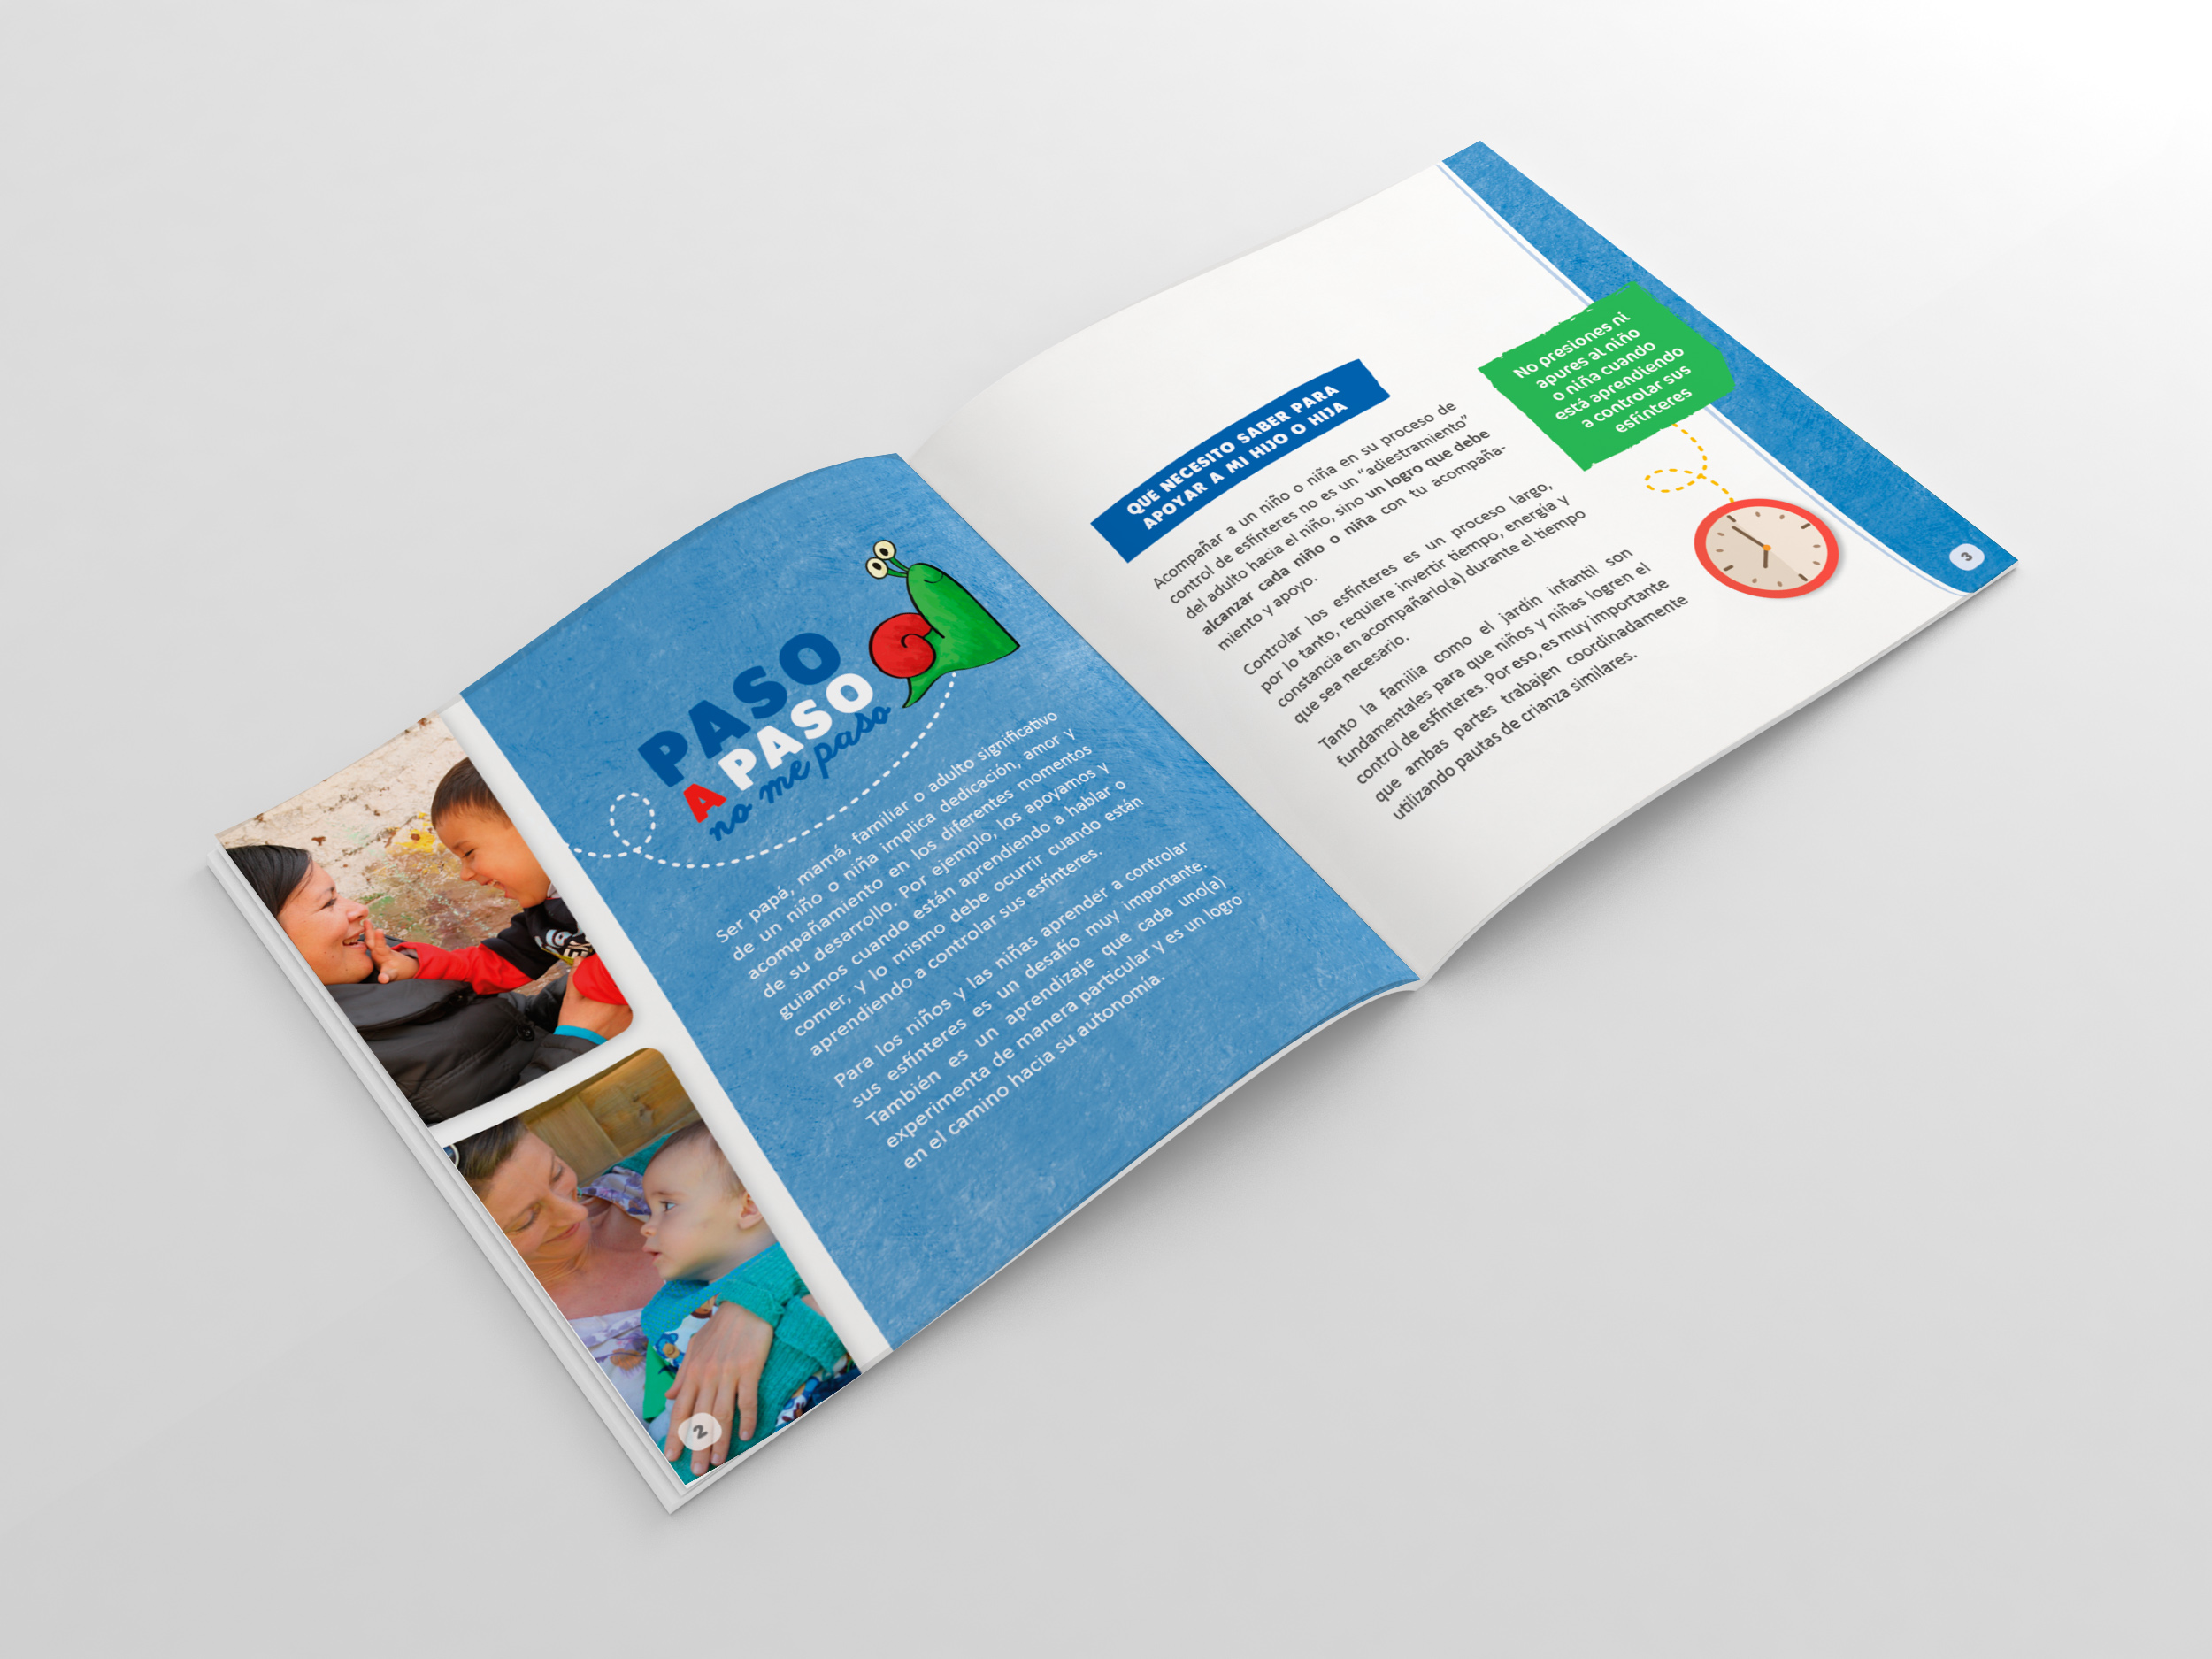 PASO
A PASO
no me paso
Ser papá, mamá, familiar o adulto significativo
de un niño o niña implica dedicación, amor y
acompañamiento en los diferentes momentos
de su desarrollo. Por ejemplo, los apoyamos y
guiamos cuando están aprendiendo a hablar o
comer, y lo mismo debe ocurrir cuando están
aprendiendo a controlar sus esfínteres.
Para los niños y las niñas aprender a controlar
sus esfínteres es un desafío muy importante.
También es un aprendizaje que cada uno(a)
experimenta de manera particular y es un logro
en el camino hacia su autonomía.
2
QUÉ NECESITO SABER PARA
APOYAR A MI HIJO O HIJA
Acompañar a un niño o niña en su proceso de
control de esfínteres no es un “adiestramiento”
del adulto hacia el niño, sino un logro que debe
alcanzar cada niño o niña con tu acompaña-
miento y apoyo.
Controlar los esfínteres es un proceso largo,
por lo tanto, requiere invertir tiempo, energía y
constancia en acompañarlo(a) durante el tiempo
que sea necesario.
Tanto la familia como el jardín infantil son
fundamentales para que niños y niñas logren el
control de esfínteres. Por eso, es muy importante
que ambas partes trabajen coordinadamente
utilizando pautas de crianza similares.
No presiones ni
apures al niño
o niña cuando
está aprendiendo
a controlar sus
esfínteres
3